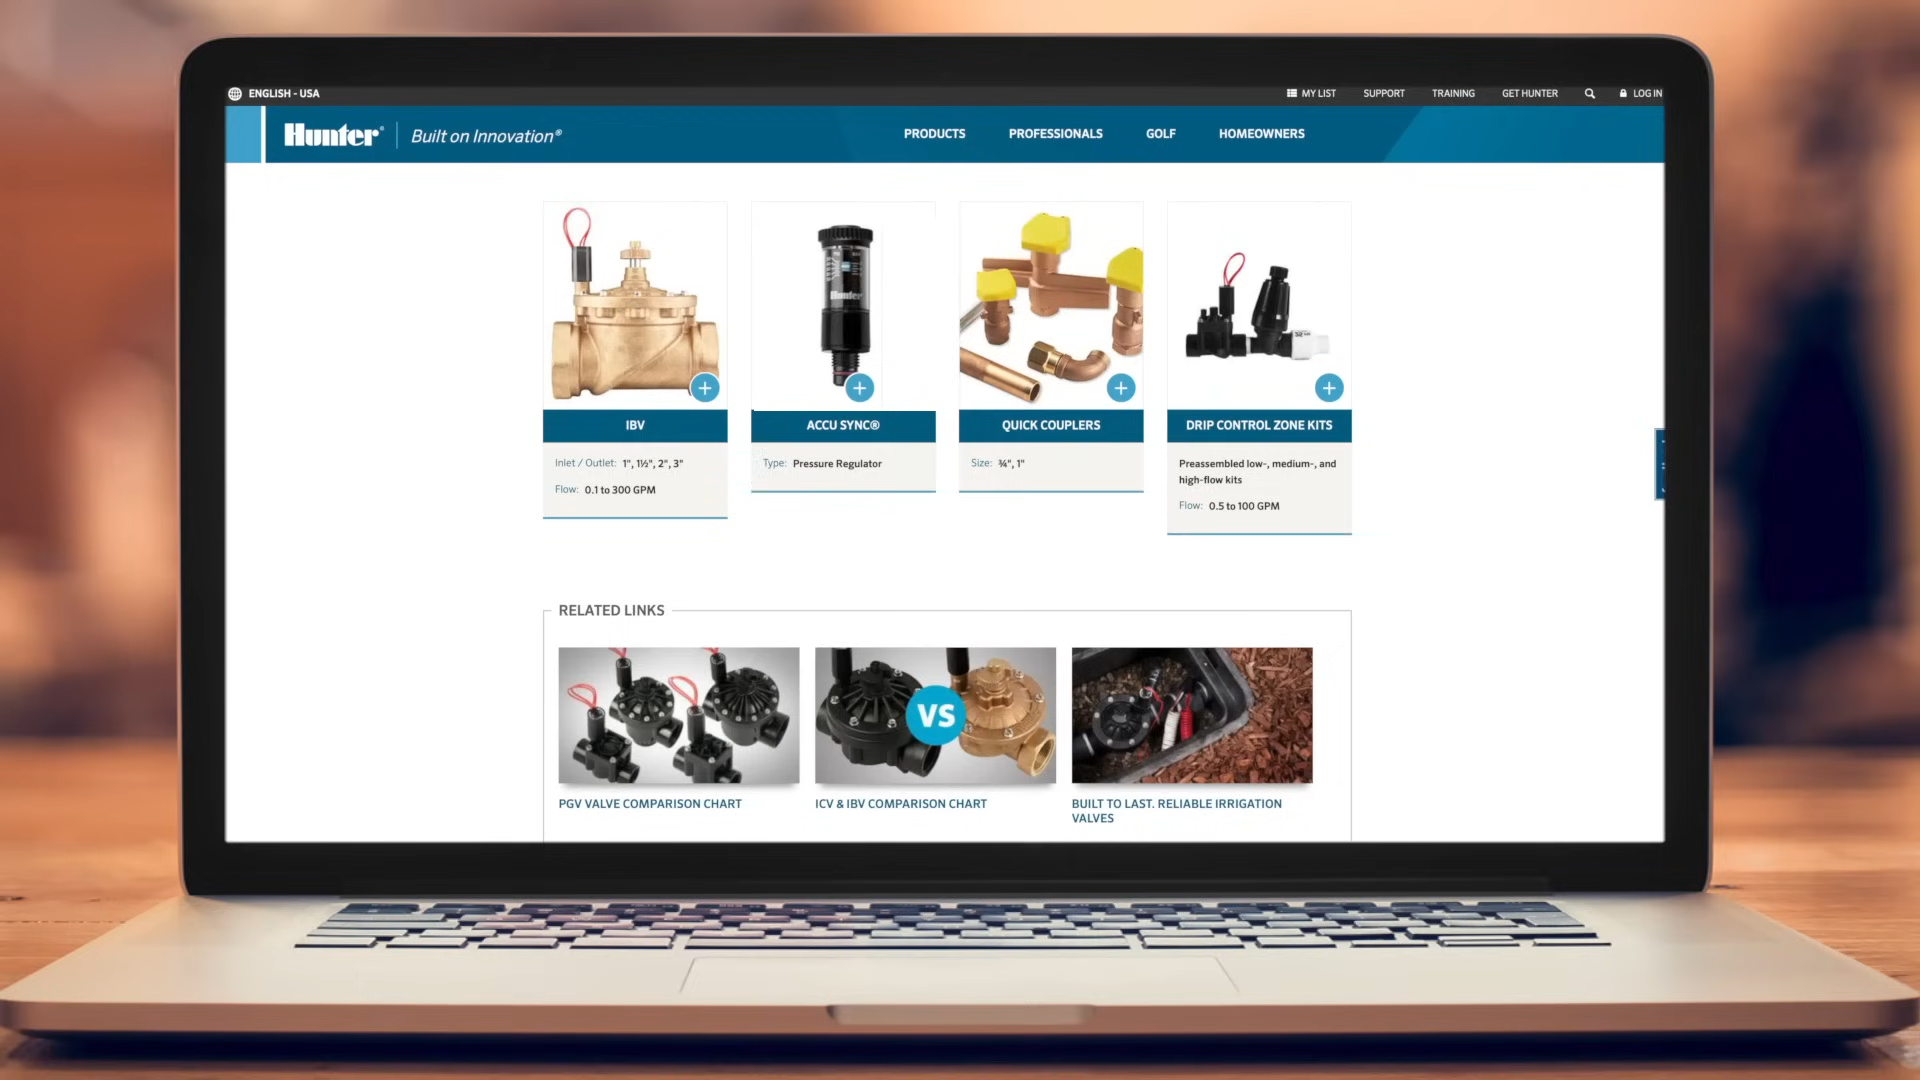 ENGLISH - USA
MY LIST
SUPPORT
TRAINING
GET HUNTER
LOG IN
Hunter®
Built on Innovation®
PRODUCTS
PROFESSIONALS
GOLF
HOMEOWNERS
Hunter
IBV
Inlet / Outlet: 1", 1½", 2", 3"
Flow: 0.1 to 300 GPM
ACCU SYNC®
Type: Pressure Regulator
QUICK COUPLERS
Size: ¾", 1"
DRIP CONTROL ZONE KITS
Preassembled low-, medium-, and
high-flow kits
Flow: 0.5 to 100 GPM
RELATED LINKS
VS
PGV VALVE COMPARISON CHART
ICV & IBV COMPARISON CHART
BUILT TO LAST. RELIABLE IRRIGATION
VALVES